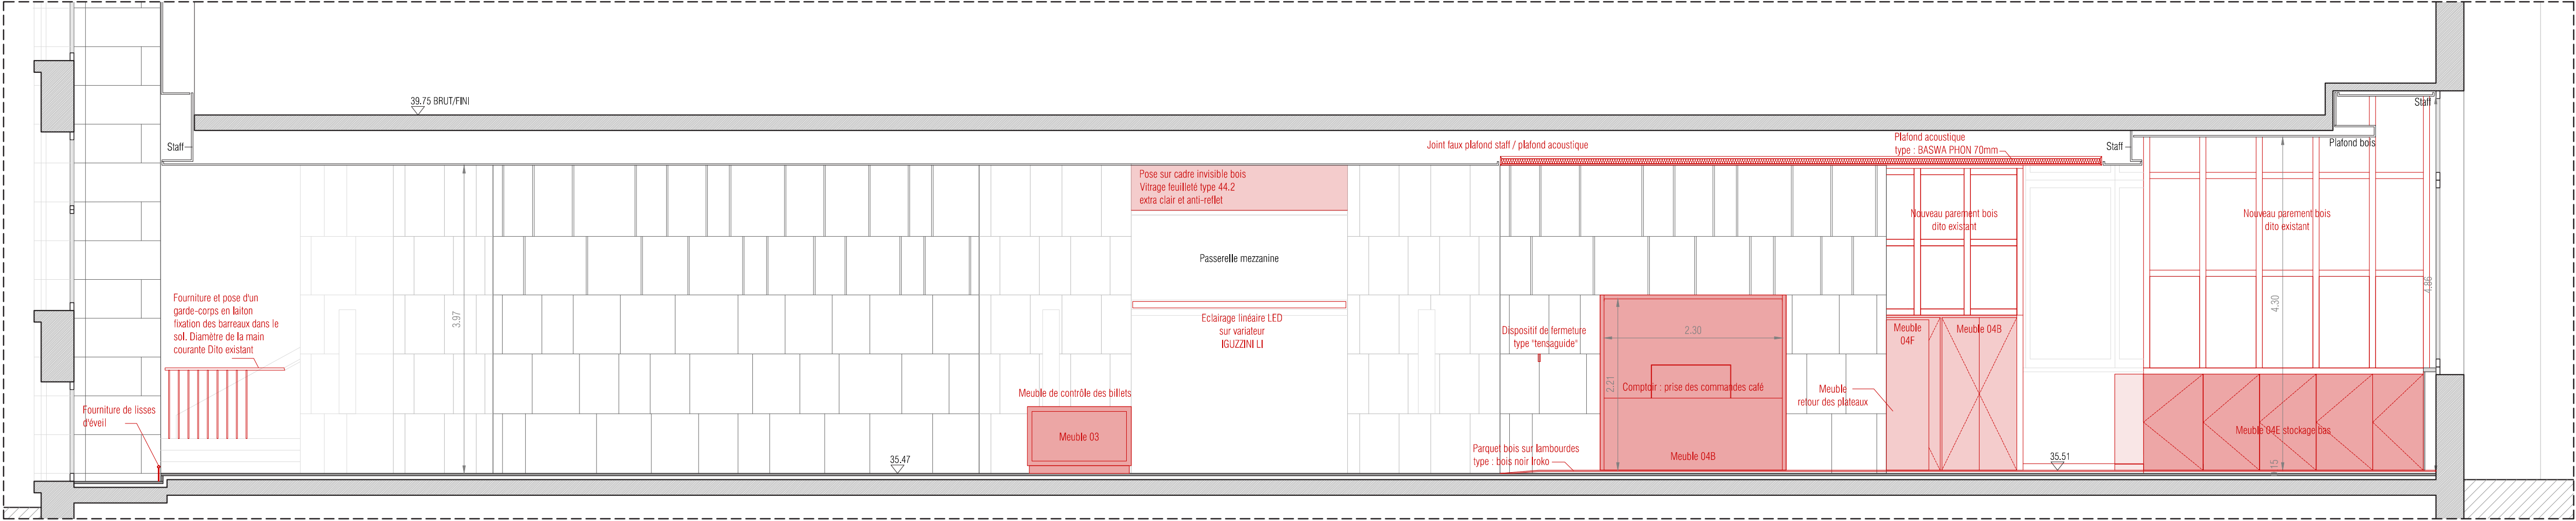 39.75 BRUT/FINI
Staff
Joint faux plafond staff / plafond acoustique
Plafond acoustique
type : BASWA PHON 70mm
Staff
Staff
Plafond bois
Pose sur cadre invisible bois
Vitrage feuilleté type 44.2
extra clair et anti-reflet
Nouveau parement bois
dito existant
Nouveau parement bois
dito existant
Passerelle mezzanine
Fourniture et pose d'un
garde-corps en laiton
fixation des barreaux dans le
sol. Diamètre de la main
courante Dito existant
3.97
Eclairage linéaire LED
sur variateur
IGUZZINI LI
Dispositif de fermeture
type "tensaguide"
2.30
2.21
Meuble
04F
Meuble 04B
4.30
4.86
Comptoir : prise des commandes café
Meuble
retour des plateaux
Meuble de contrôle des billets
Fourniture de lisses
d'éveil
Meuble 03
Meuble 04E stockage bas
Parquet bois sur lambourdes
type : bois noir Iroko
Meuble 04B
35.47
35.51
0.15